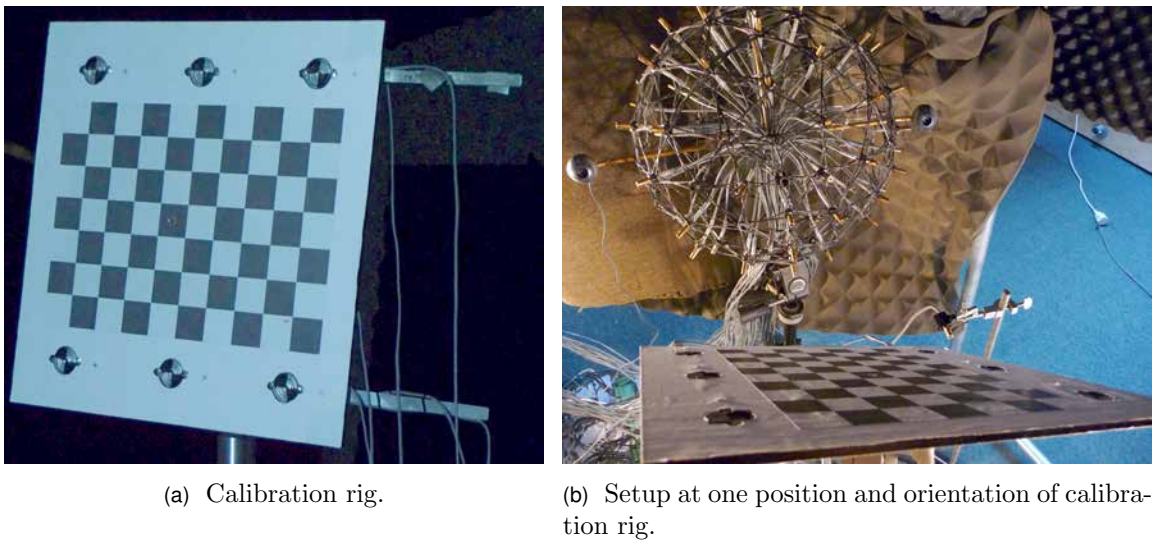 (a) Calibration rig.
(b) Setup at one position and orientation of calibra-
tion rig.